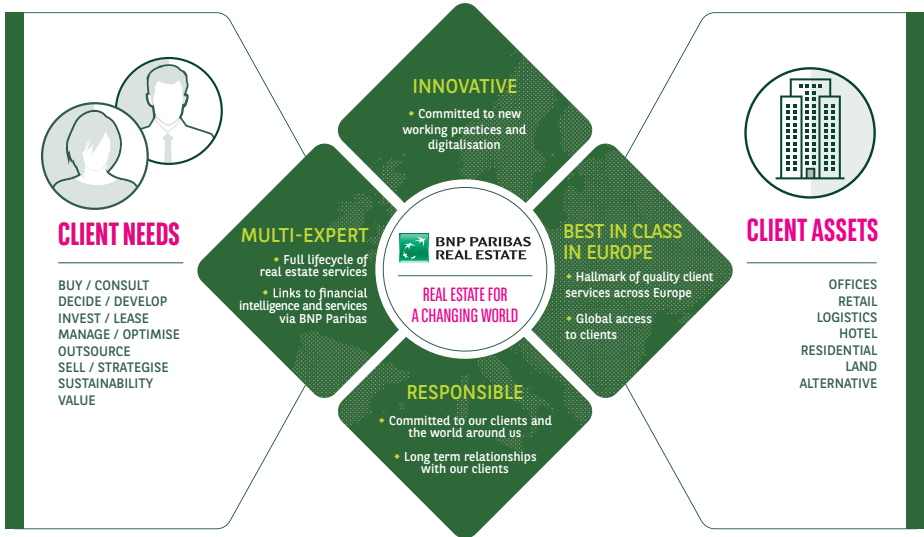 INNOVATIVE
◆ Committed to new
working practices and
digitalisation
CLIENT NEEDS
BUY / CONSULT
DECIDE / DEVELOP
INVEST / LEASE
MANAGE / OPTIMISE
OUTSOURCE
SELL / STRATEGISE
SUSTAINABILITY
VALUE
MULTI-EXPERT
◆ Full lifecycle of
real estate services
◆ Links to financial
intelligence and services
via BNP Paribas
BNP PARIBAS
REAL ESTATE
REAL ESTATE FOR
A CHANGING WORLD
BEST IN CLASS
IN EUROPE
◆ Hallmark of quality client
services across Europe
◆ Global access
to clients
CLIENT ASSETS
OFFICES
RETAIL
LOGISTICS
HOTEL
RESIDENTIAL
LAND
ALTERNATIVE
RESPONSIBLE
◆ Committed to our clients and
the world around us
◆ Long term relationships
with our clients